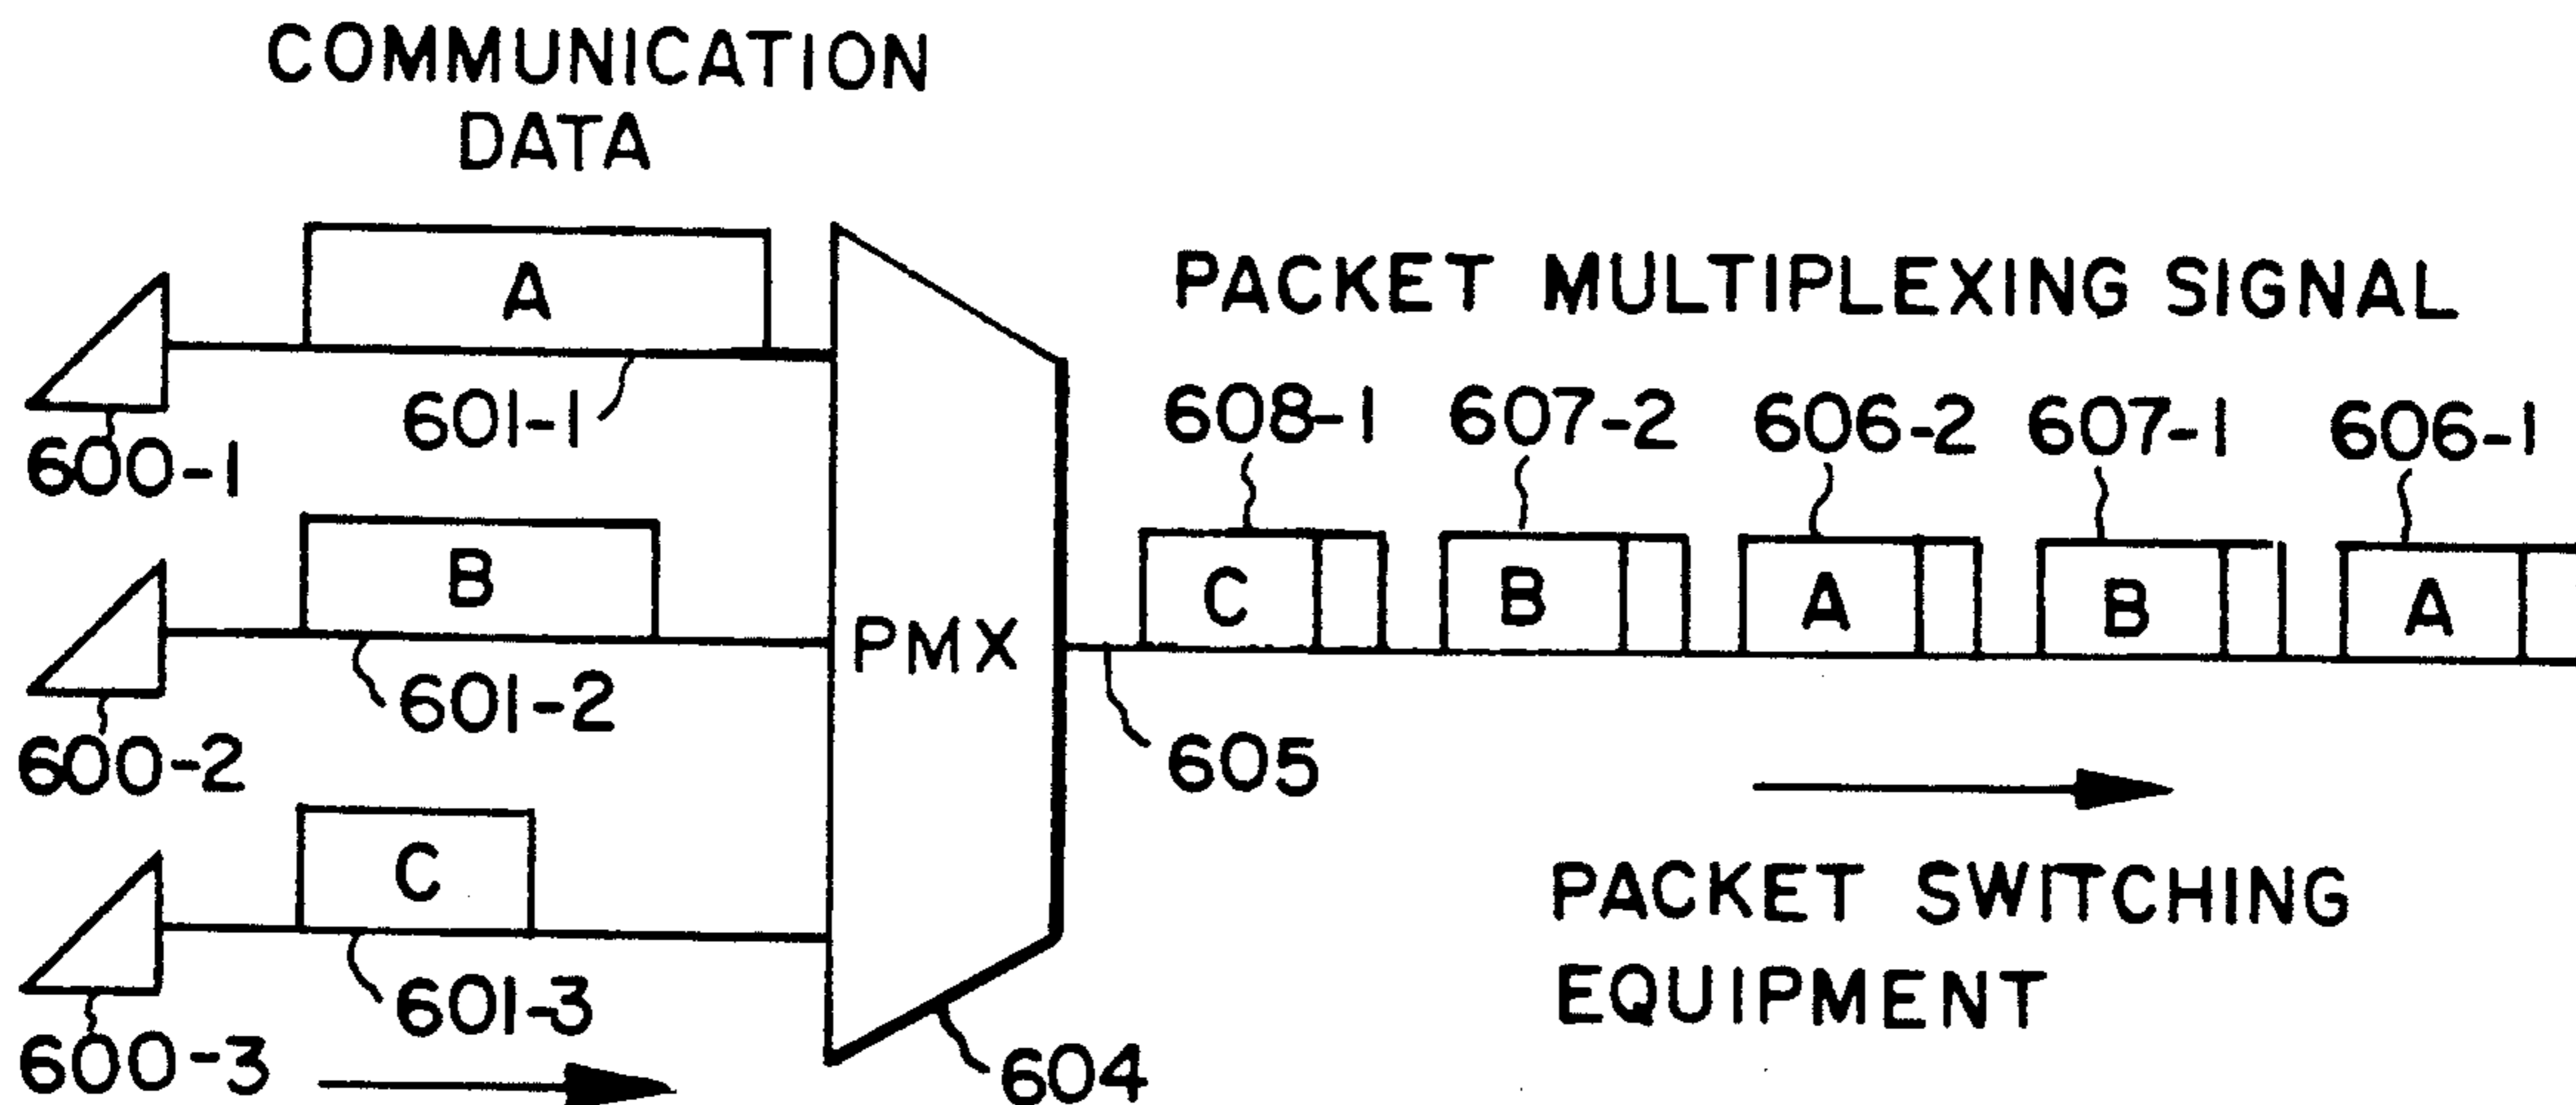 COMMUNICATION
DATA
A
601-1
600-1
B
601-2
600-2
C
601-3
600-3
PMX
604
PACKET MULTIPLEXING SIGNAL
608-1 607-2 606-2 607-1 606-1
C B A B A
605
PACKET SWITCHING
EQUIPMENT